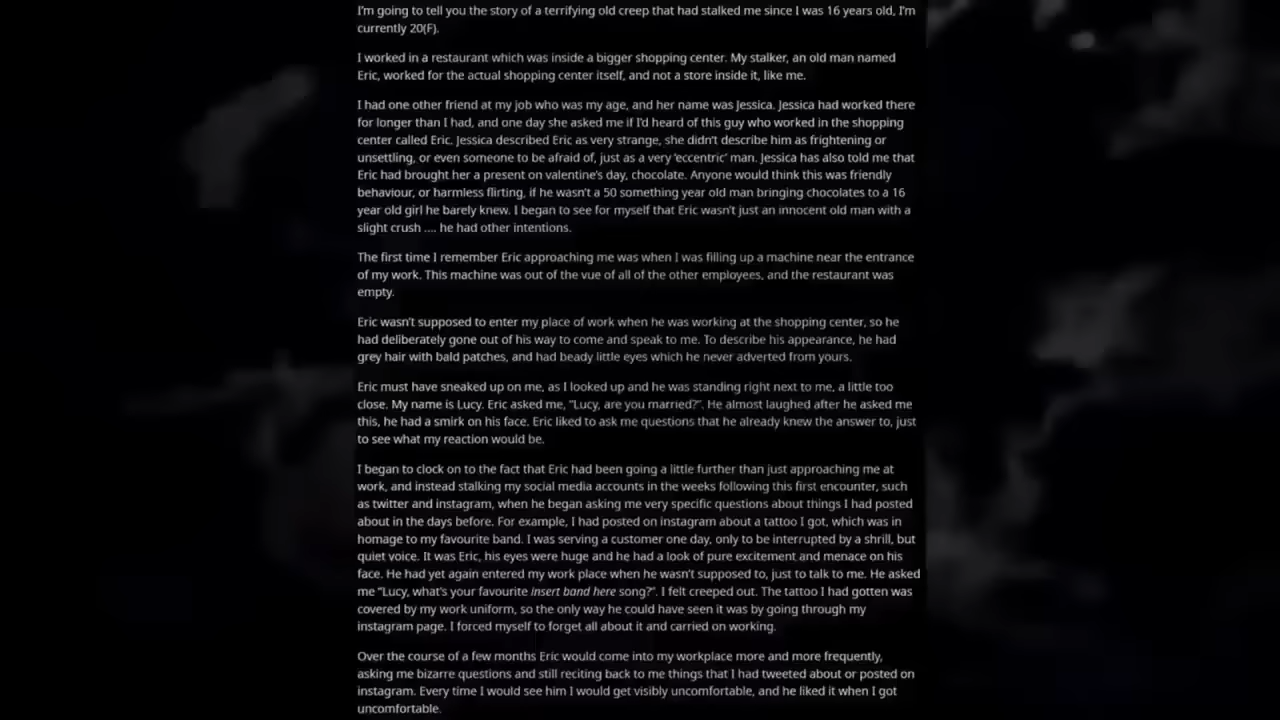 I'm going to tell you the story of a terrifying old creep that had stalked me since I was 16 years old, I'm
currently 20(F).
I worked in a restaurant which was inside a bigger shopping center. My stalker, an old man named
Eric, worked for the actual shopping center itself, and not a store inside it, like me.
I had one other friend at my job who was my age, and her name was Jessica. Jessica had worked there
for longer than I had, and one day she asked me if I'd heard of this guy who worked in the shopping
center called Eric. Jessica described Eric as very strange, she didn't describe him as frightening or
unsettling, or even someone to be afraid of, just as a very 'eccentric' man. Jessica has also told me that
Eric had brought her a present on valentine's day, chocolate. Anyone would think this was friendly
behaviour, or harmless flirting, if he wasn't a 50 something year old man bringing chocolates to a 16
year old girl he barely knew. I began to see for myself that Eric wasn't just an innocent old man with a
slight crush .... he had other intentions.
The first time I remember Eric approaching me was when I was filling up a machine near the entrance
of my work. This machine was out of the vue of all of the other employees, and the restaurant was
empty.
Eric wasn't supposed to enter my place of work when he was working at the shopping center, so he
had deliberately gone out of his way to come and speak to me. To describe his appearance, he had
grey hair with bald patches, and had beady little eyes which he never adverted from yours.
Eric must have sneaked up on me, as I looked up and he was standing right next to me, a little too
close. My name is Lucy. Eric asked me, "Lucy, are you married?". He almost laughed after he asked me
this, he had a smirk on his face. Eric liked to ask me questions that he already knew the answer to, just
to see what my reaction would be.
I began to clock on to the fact that Eric had been going a little further than just approaching me at
work, and instead stalking my social media accounts in the weeks following this first encounter, such
as twitter and instagram, when he began asking me very specific questions about things I had posted
about in the days before. For example, I had posted on instagram about a tattoo I got, which was in
homage to my favourite band. I was serving a customer one day, only to be interrupted by a shrill, but
quiet voice. It was Eric, his eyes were huge and he had a look of pure excitement and menace on his
face. He had yet again entered my work place when he wasn't supposed to, just to talk to me. He asked
me "Lucy, what's your favourite insert band here song?". I felt creeped out. The tattoo I had gotten was
covered by my work uniform, so the only way he could have seen it was by going through my
instagram page. I forced myself to forget all about it and carried on working.
Over the course of a few months Eric would come into my workplace more and more frequently,
asking me bizarre questions and still reciting back to me things that I had tweeted about or posted on
instagram. Every time I would see him I would get visibly uncomfortable, and he liked it when I got
uncomfortable.